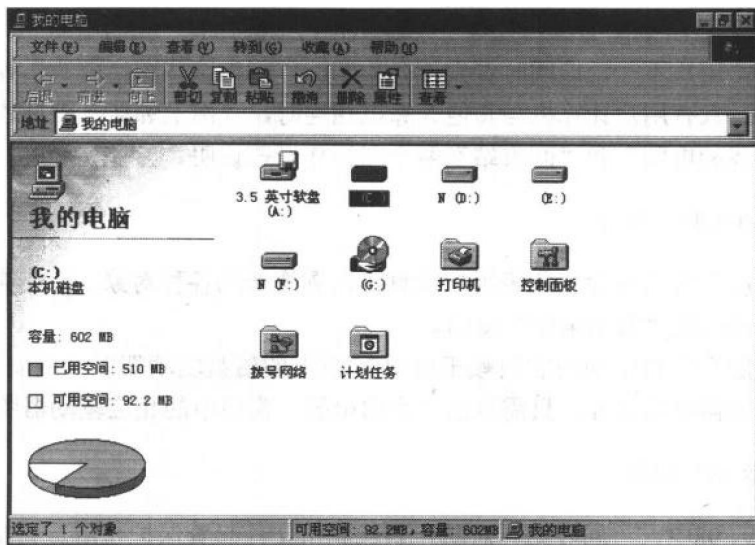 我的电脑
文件(F) 编辑(E) 查看(V) 转到(G) 收藏(A) 帮助(H)
后退 前进 向上 剪切 复制 粘贴 撤消 删除 属性 查看
地址 我的电脑
我的电脑
(C:)
本机磁盘
容量: 602 MB
已用空间: 510 MB
可用空间: 92.2 MB
3.5 英寸软盘
(A:)
(C:)
N (D:)
(E:)
N (F:)
(G:)
打印机
控制面板
拨号网络
计划任务
选定了 1 个对象
可用空间: 92.2MB, 容量: 602MB
我的电脑